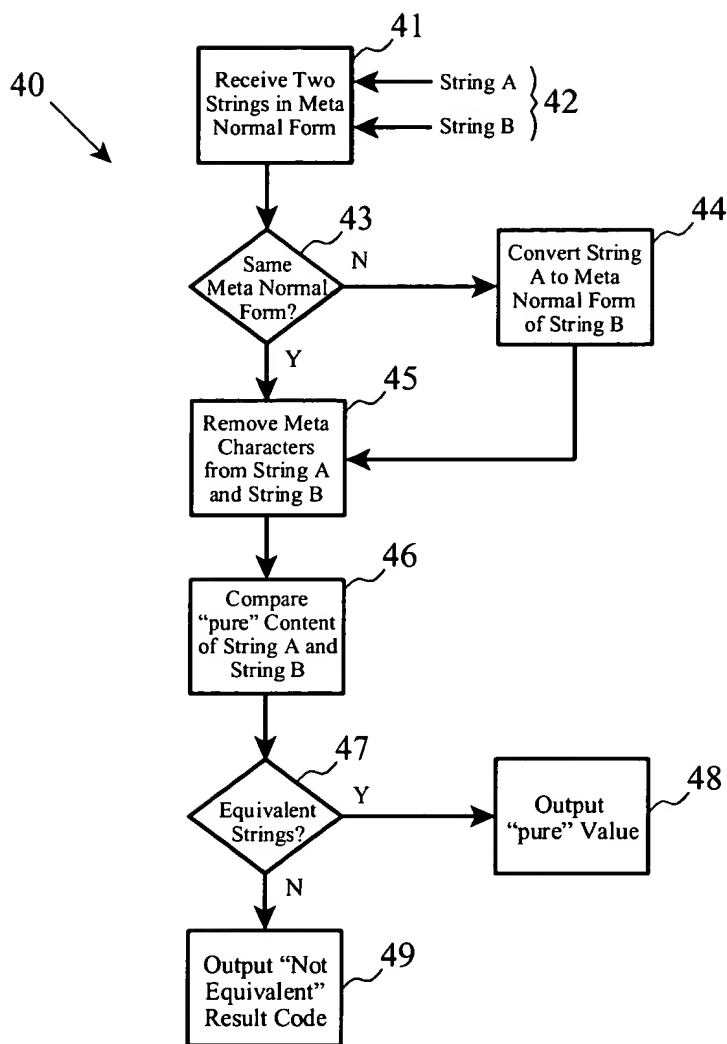 40
41
Receive Two
Strings in Meta
Normal Form
String A
String B
42
43
Same
Meta Normal
Form?
N
Y
44
Convert String
A to Meta
Normal Form
of String B
45
Remove Meta
Characters
from String A
and String B
46
Compare
“pure” Content
of String A and
String B
47
Equivalent
Strings?
Y
N
48
Output
“pure” Value
Output “Not
Equivalent”
Result Code
49